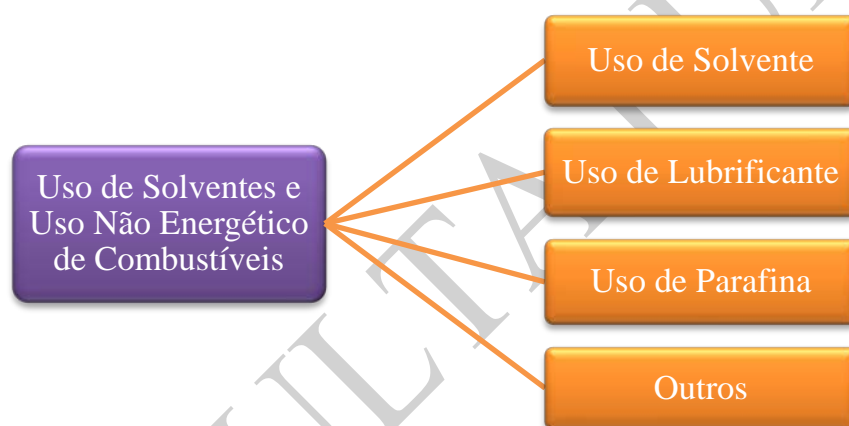 Uso de Solventes e
Uso Não Energético
de Combustíveis
Uso de Solvente
Uso de Lubrificante
Uso de Parafina
Outros